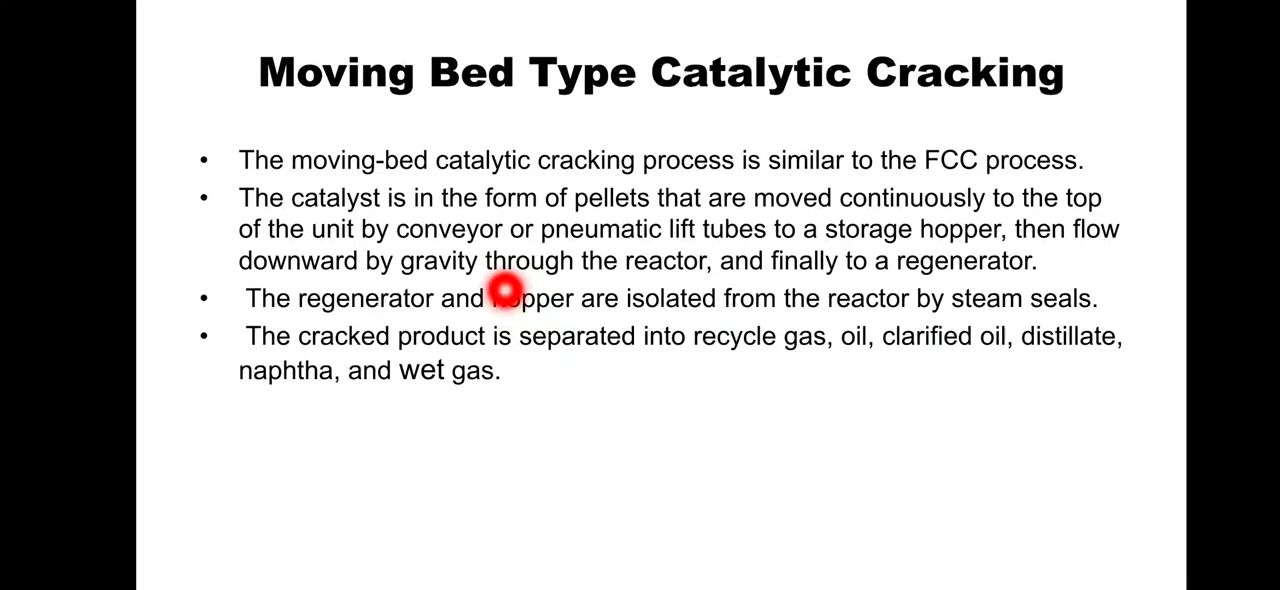 Moving Bed Type Catalytic Cracking
• The moving-bed catalytic cracking process is similar to the FCC process.
• The catalyst is in the form of pellets that are moved continuously to the top
of the unit by conveyor or pneumatic lift tubes to a storage hopper, then flow
downward by gravity through the reactor, and finally to a regenerator.
• The regenerator and hopper are isolated from the reactor by steam seals.
• The cracked product is separated into recycle gas, oil, clarified oil, distillate,
naphtha, and wet gas.